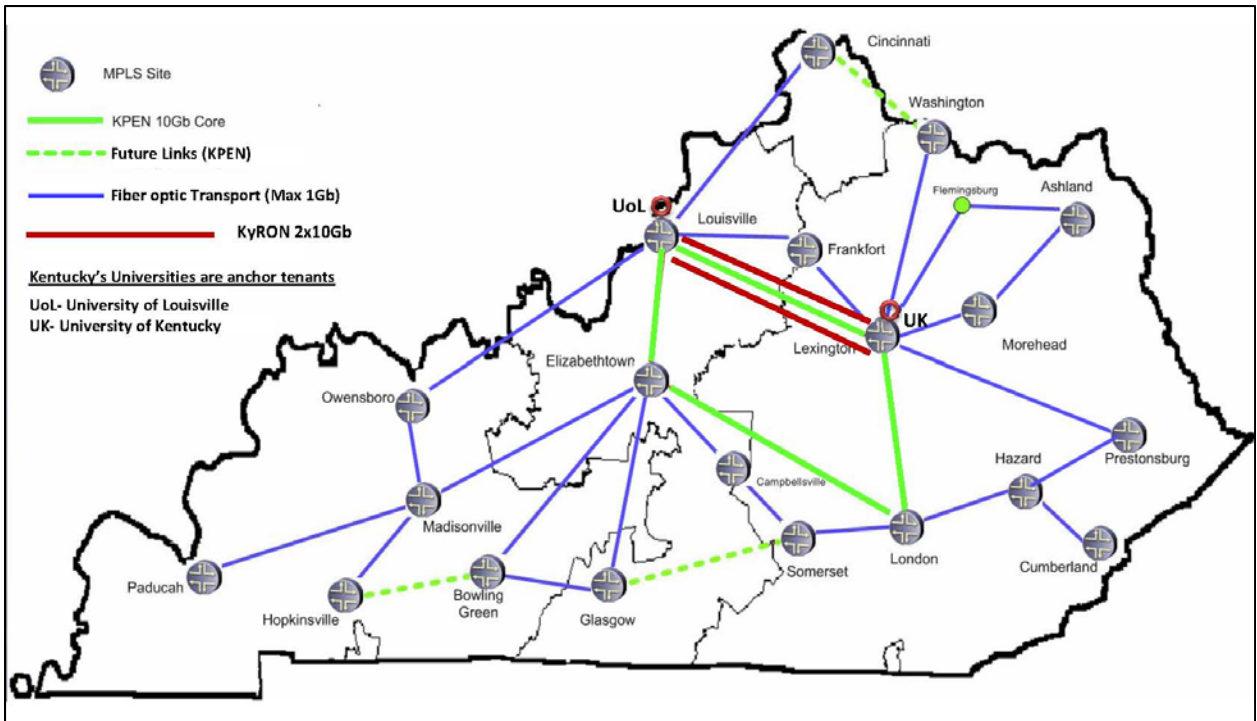 MPLS Site
KPEN 10Gb Core
Future Links (KPEN)
Fiber optic Transport (Max 1Gb)
KyRON 2x10Gb
Kentucky's Universities are anchor tenants
UoL- University of Louisville
UK- University of Kentucky
Cincinnati
Washington
Flemingsburg
Ashland
UoL
Louisville
Frankfort
UK
Lexington
Morehead
Elizabethtown
Owensboro
Prestonsburg
Hazard
Campbellsville
Madisonville
London
Somerset
Cumberland
Paducah
Hopkinsville
Bowling
Green
Glasgow